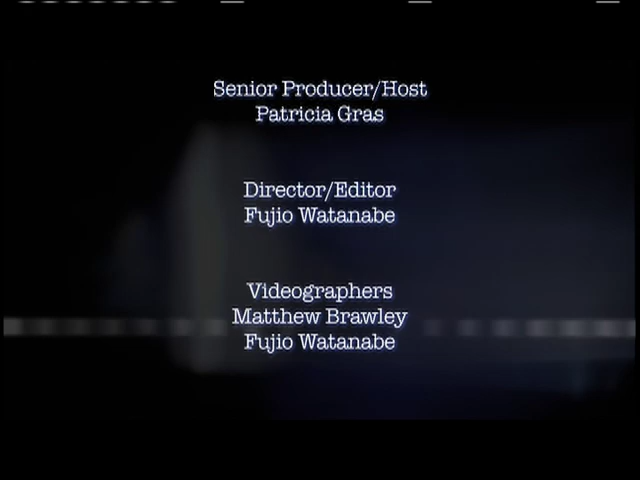 Senior Producer/Host
Patricia Gras
Director/Editor
Fujio Watanabe
Videographers
Matthew Brawley
Fujio Watanabe